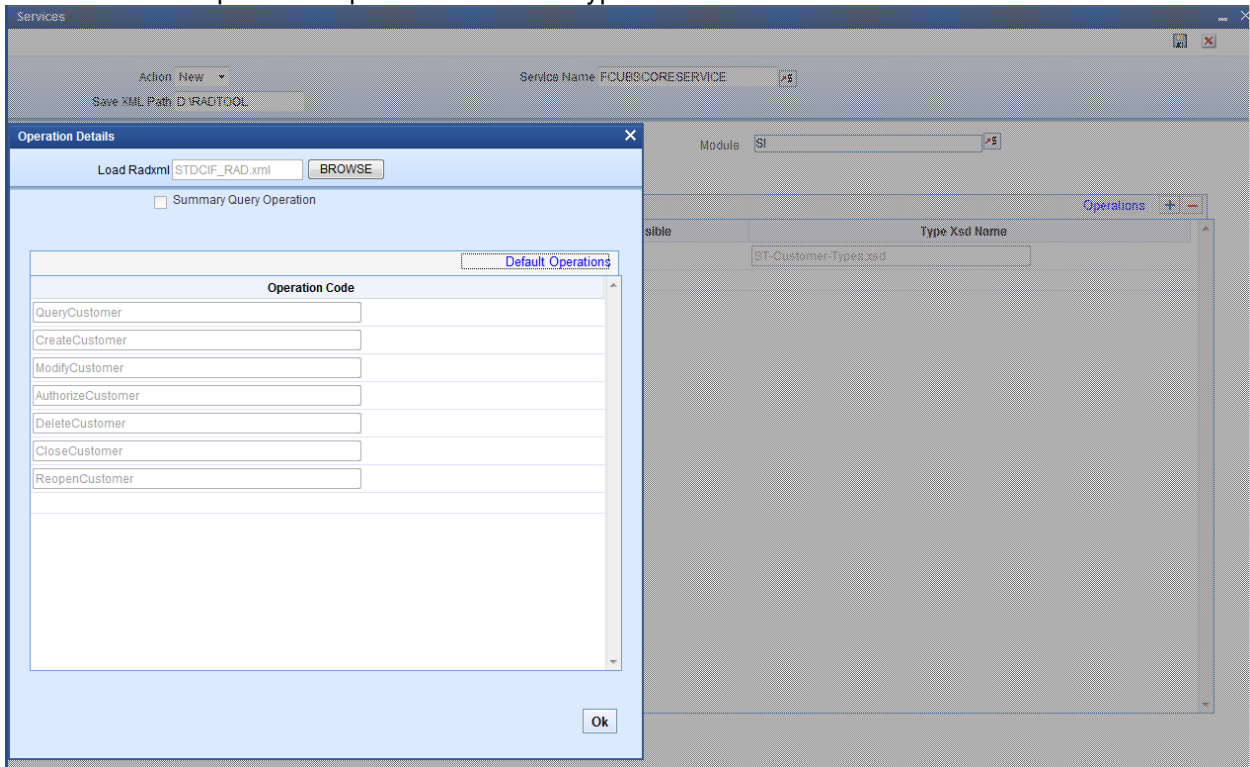 Services
Action New
Service Name FCUBSCORESERVICE
Save XML Path D:\RADTOOL
Operation Details
Module SI
Load Radxml STDCIF_RAD.xml BROWSE
Summary Query Operation
Operations + −
sible Type Xsd Name
ST-Customer-Types.xsd
Default Operations
Operation Code
QueryCustomer
CreateCustomer
ModifyCustomer
AuthorizeCustomer
DeleteCustomer
CloseCustomer
ReopenCustomer
Ok